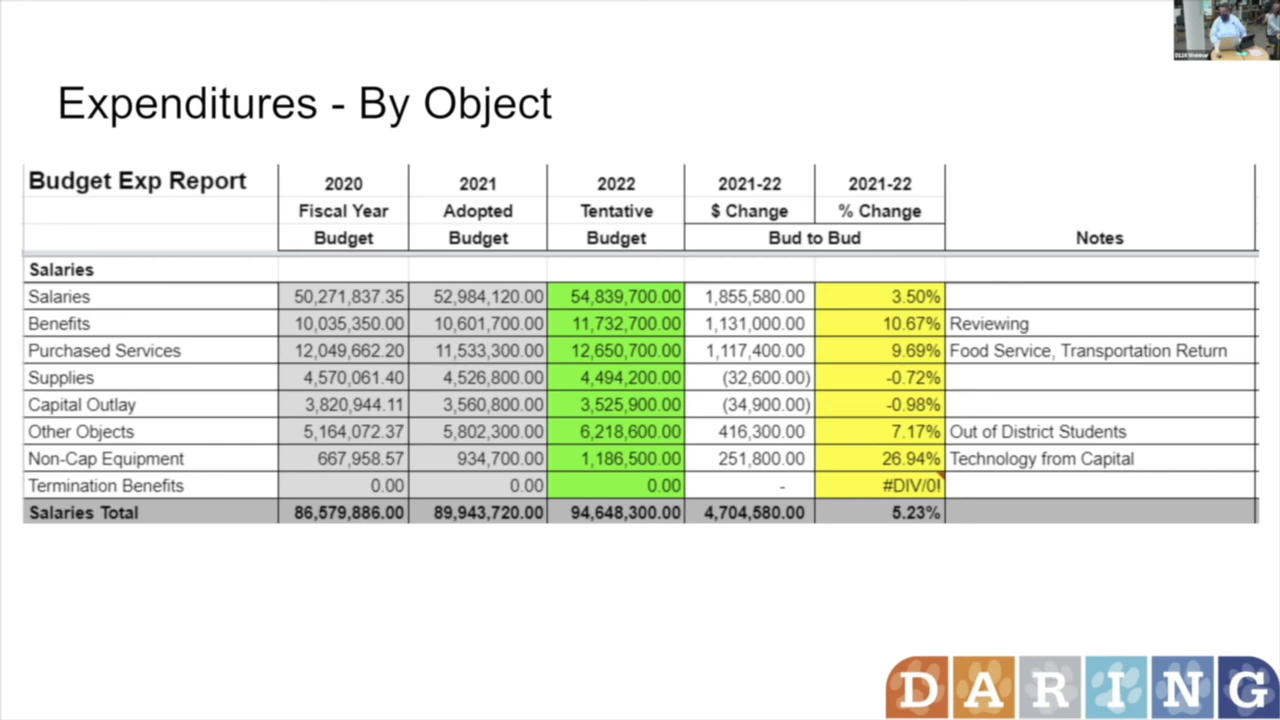 Expenditures - By Object
Budget Exp Report 2020 2021 2022 2021-22 2021-22
Fiscal Year Adopted Tentative $ Change % Change
Budget Budget Budget Bud to Bud Notes
Salaries
Salaries 50,271,837.35 52,984,120.00 54,839,700.00 1,855,580.00 3.50%
Benefits 10,035,350.00 10,601,700.00 11,732,700.00 1,131,000.00 10.67% Reviewing
Purchased Services 12,049,662.20 11,533,300.00 12,650,700.00 1,117,400.00 9.69% Food Service, Transportation Return
Supplies 4,570,061.40 4,526,800.00 4,494,200.00 (32,600.00) -0.72%
Capital Outlay 3,820,944.11 3,560,800.00 3,525,900.00 (34,900.00) -0.98%
Other Objects 5,164,072.37 5,802,300.00 6,218,600.00 416,300.00 7.17% Out of District Students
Non-Cap Equipment 667,958.57 934,700.00 1,186,500.00 251,800.00 26.94% Technology from Capital
Termination Benefits 0.00 0.00 0.00 - #DIV/0!
Salaries Total 86,579,886.00 89,943,720.00 94,648,300.00 4,704,580.00 5.23%
DARING